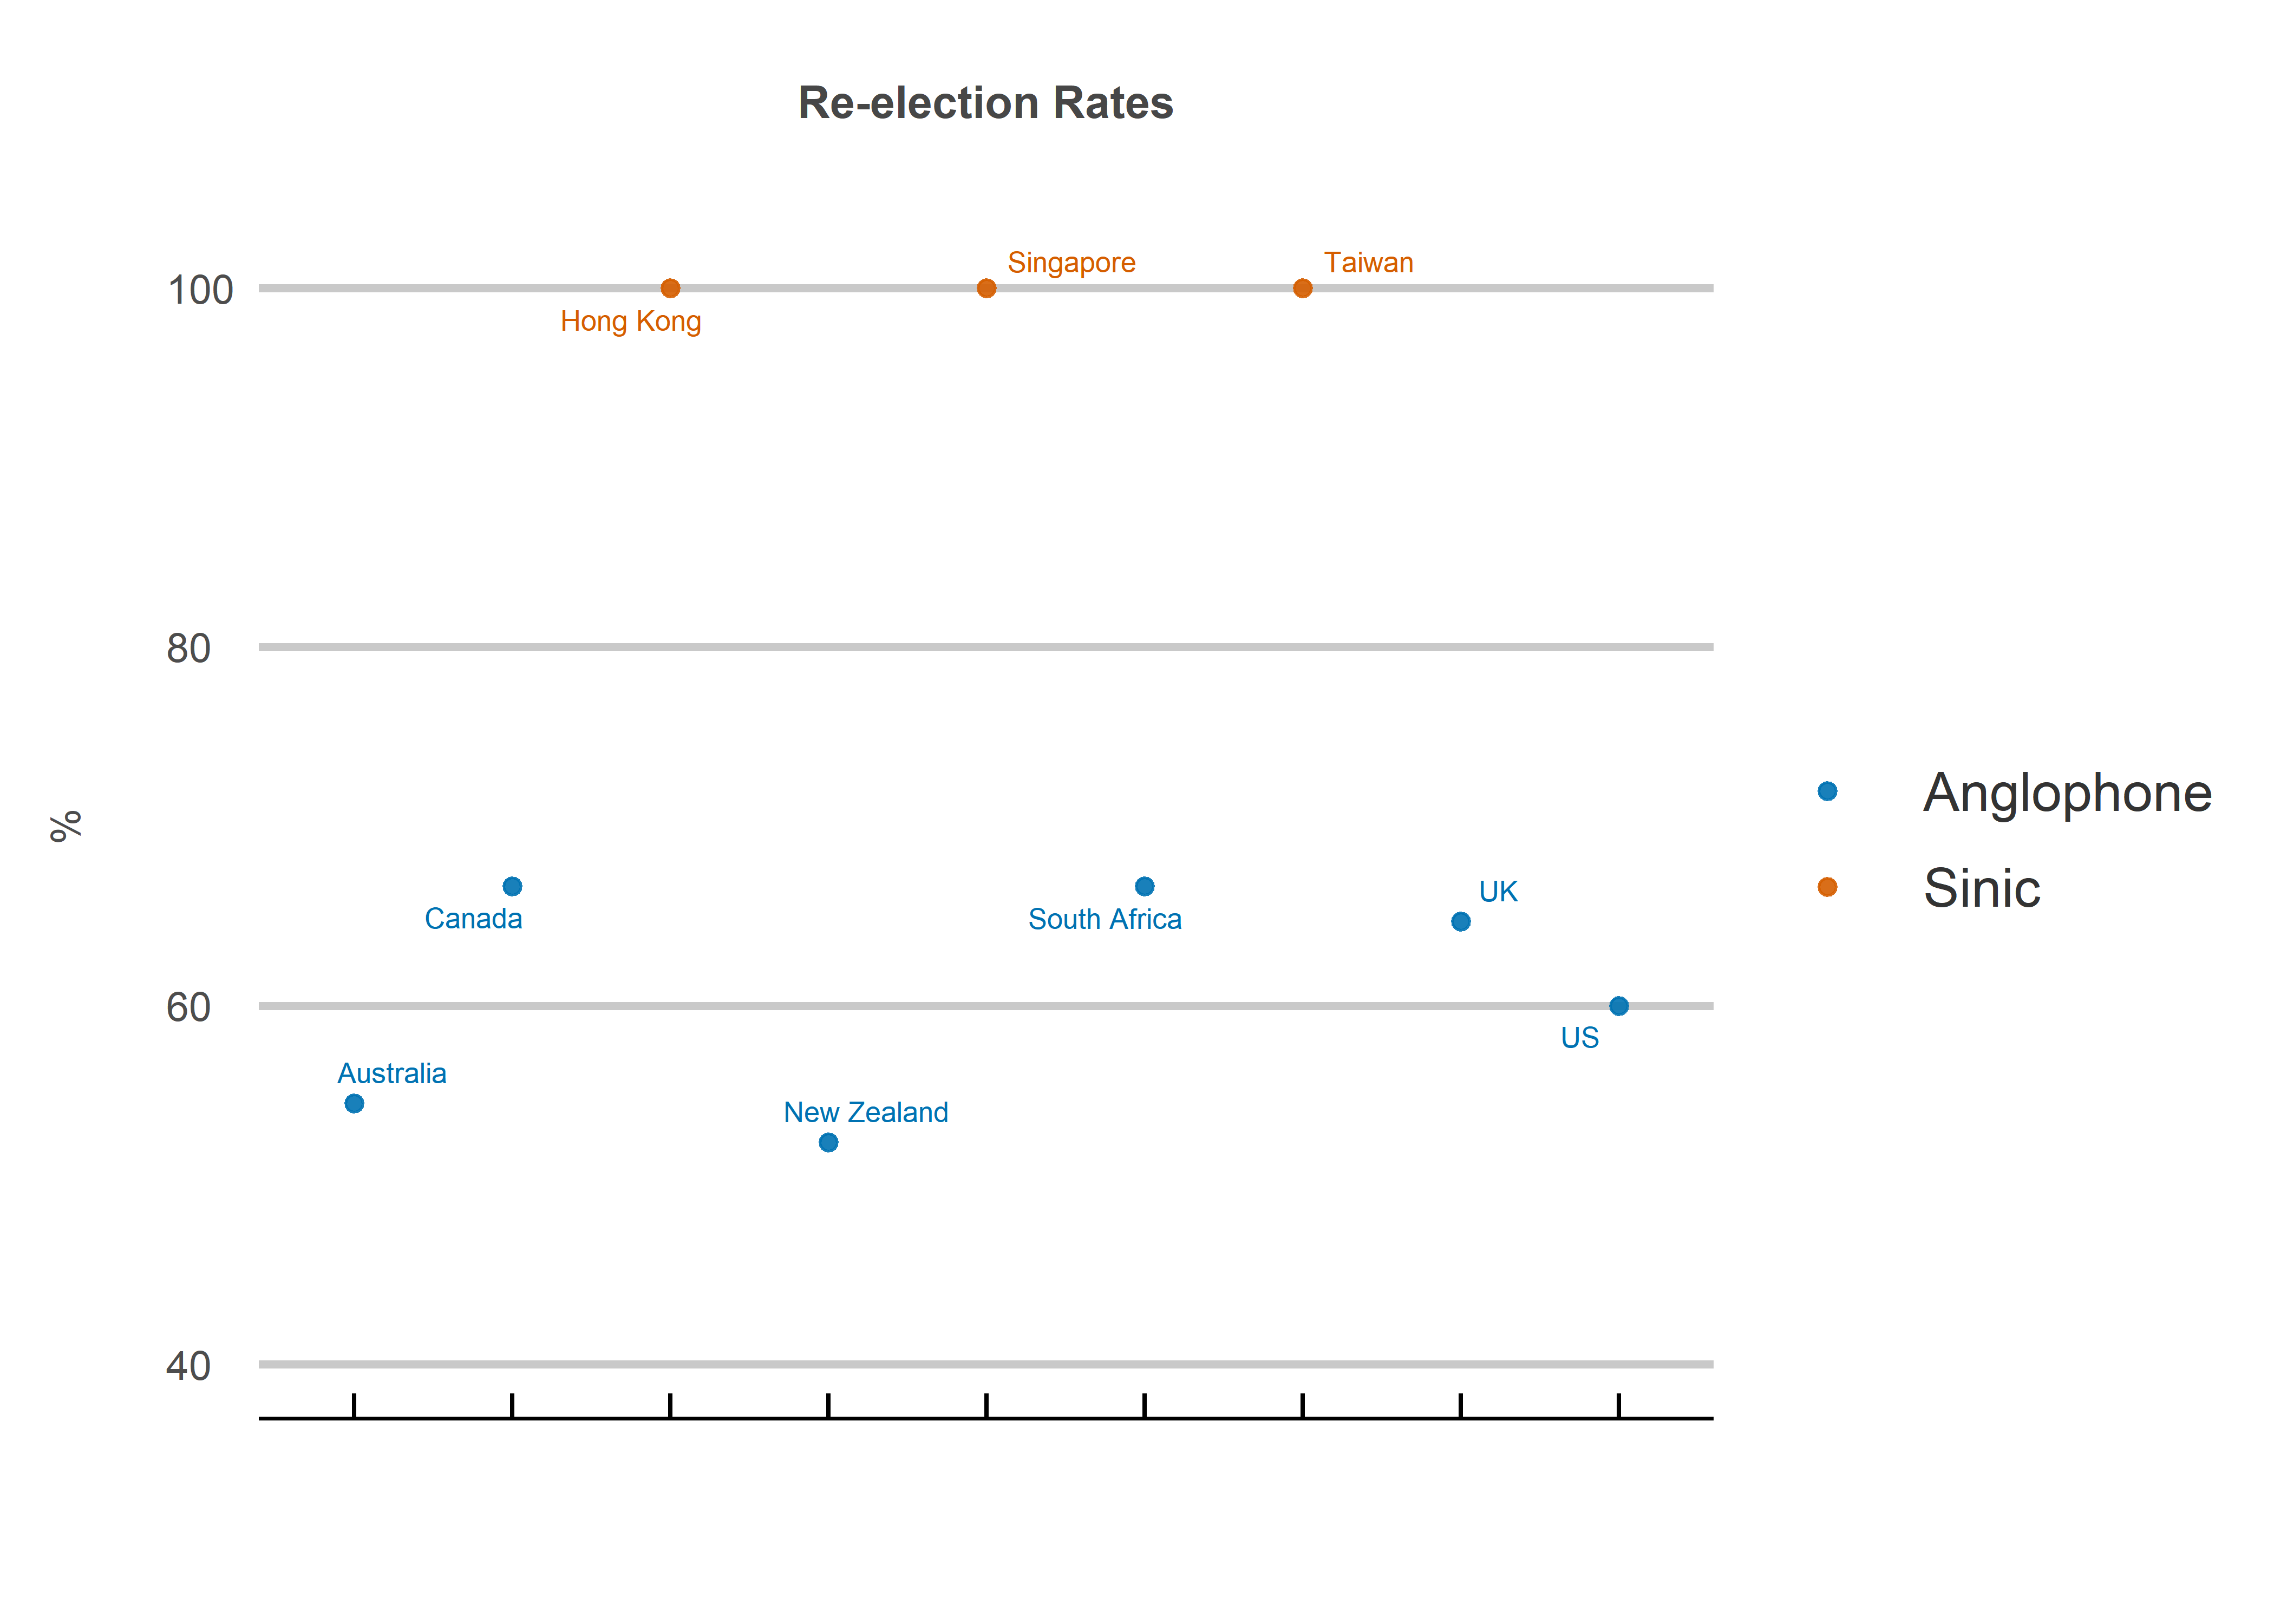 Re-election Rates
100
Singapore
Taiwan
Hong Kong
80
%
Anglophone
Sinic
Canada
South Africa
UK
60
US
Australia
New Zealand
40